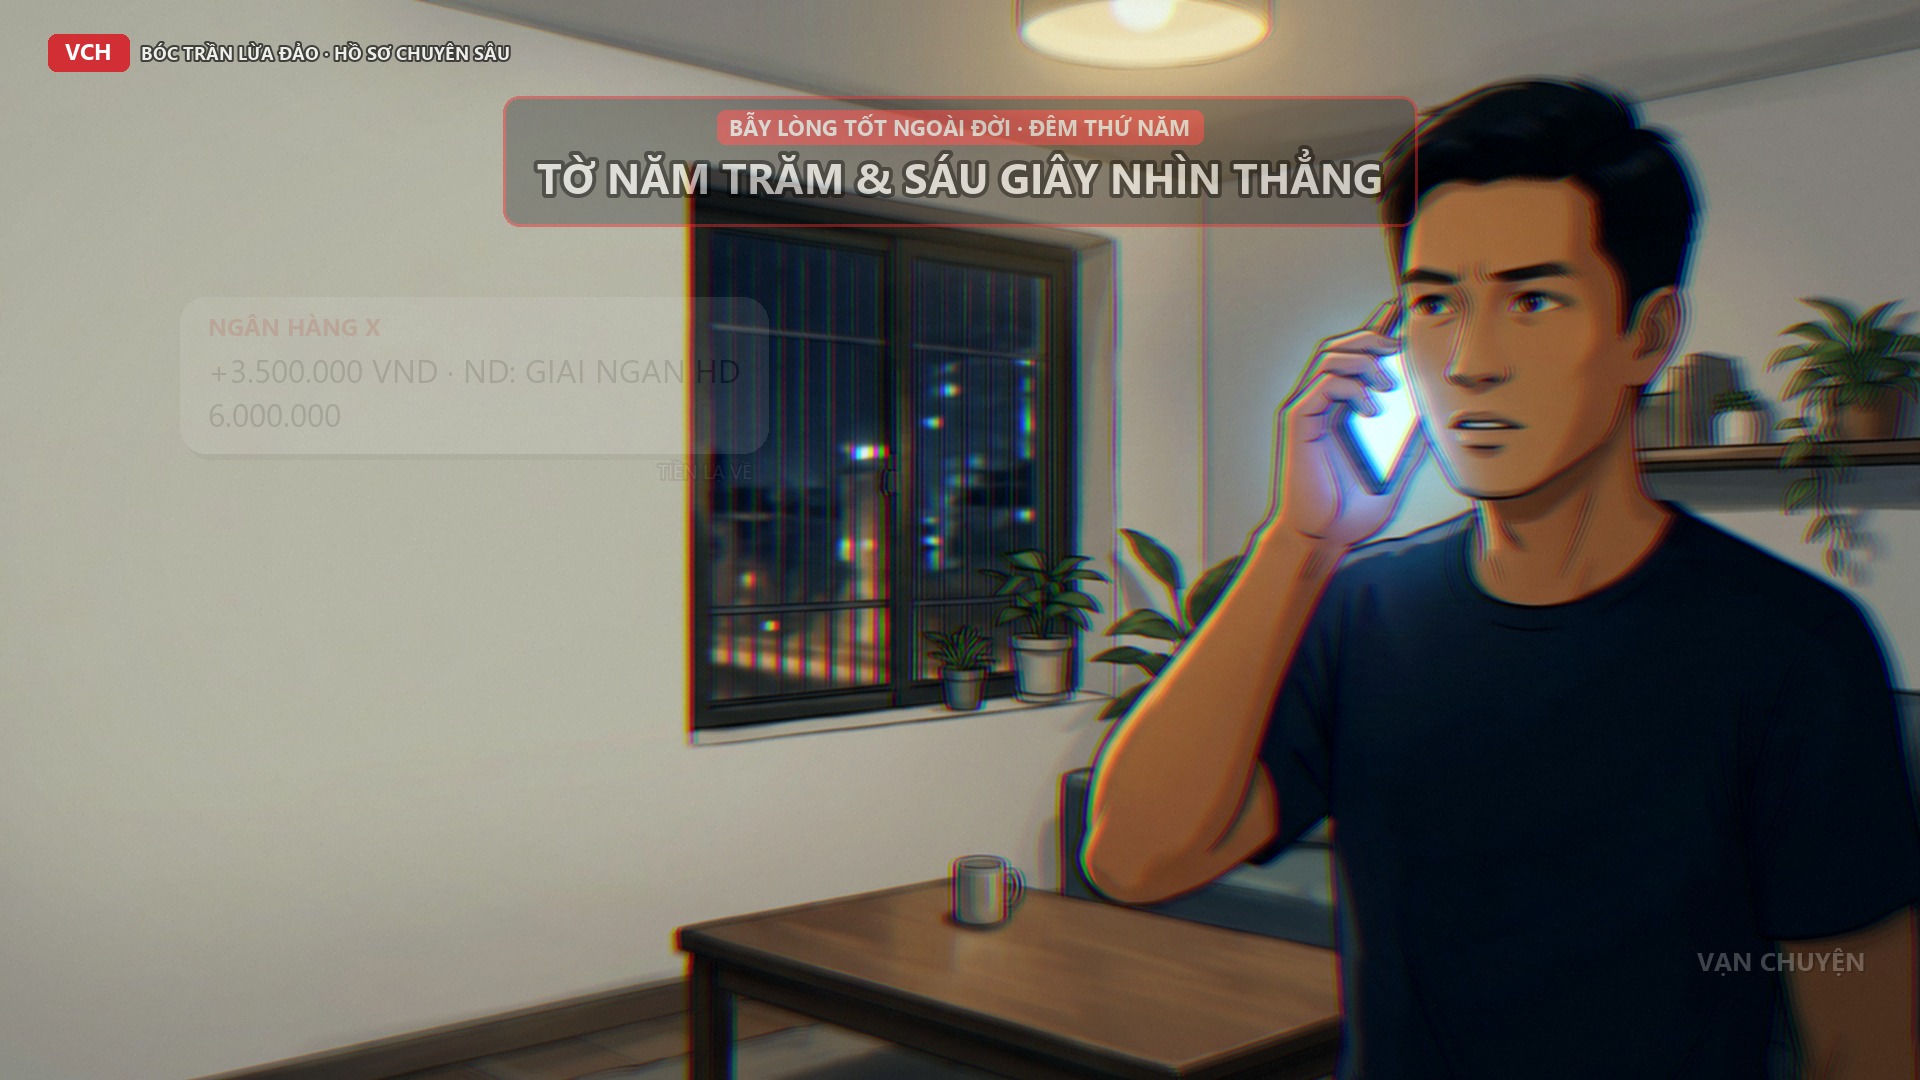 VCH
BÓC TRẦN LỪA ĐẢO · HỒ SƠ CHUYÊN SÂU
BẪY LÒNG TỐT NGOÀI ĐỜI · ĐÊM THỨ NĂM
TỜ NĂM TRĂM & SÁU GIÂY NHÌN THẲNG
NGÂN HÀNG X
+3.500.000 VND · ND: GIAI NGAN HD
6.000.000
TIỀN LẠ VỀ
VẠN CHUYỆN